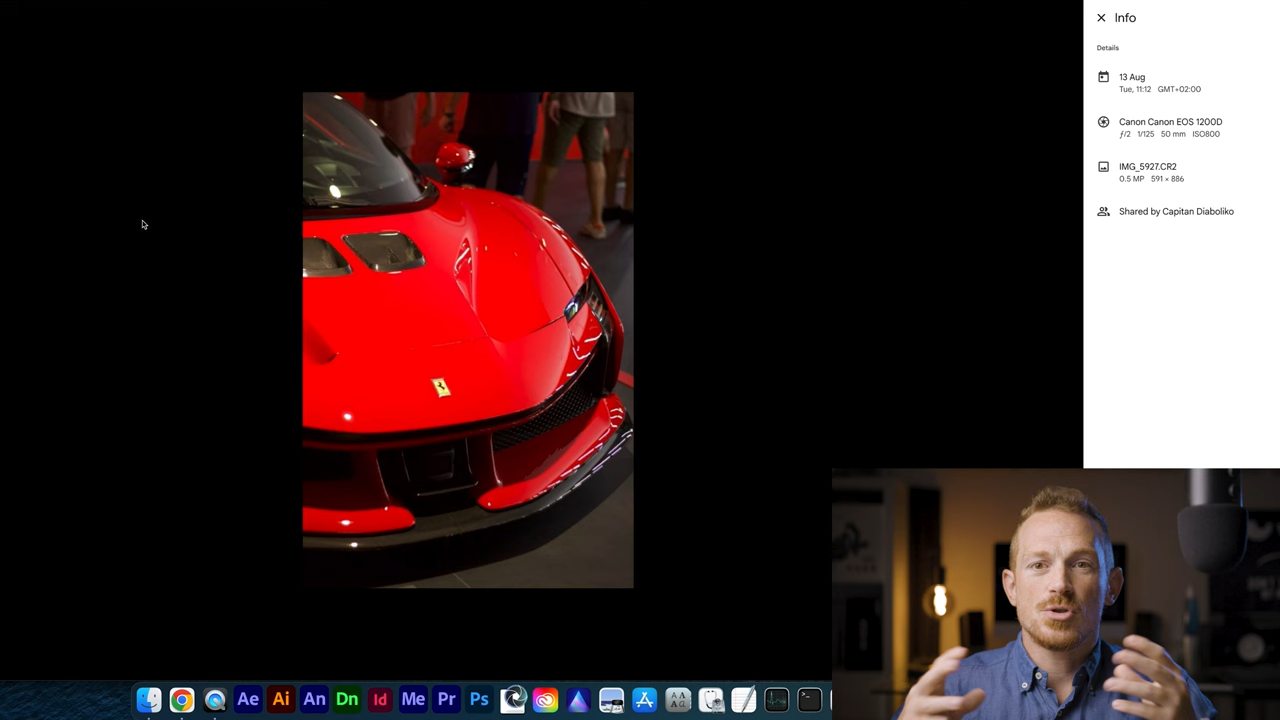 Info
Details
13 Aug
Tue, 11:12 GMT+02:00
Canon Canon EOS 1200D
ƒ/2 1/125 50 mm ISO800
IMG_5927.CR2
0.5 MP 591 × 886
Shared by Capitan Diaboliko
Ae Ai An Dn Id Me Pr Ps